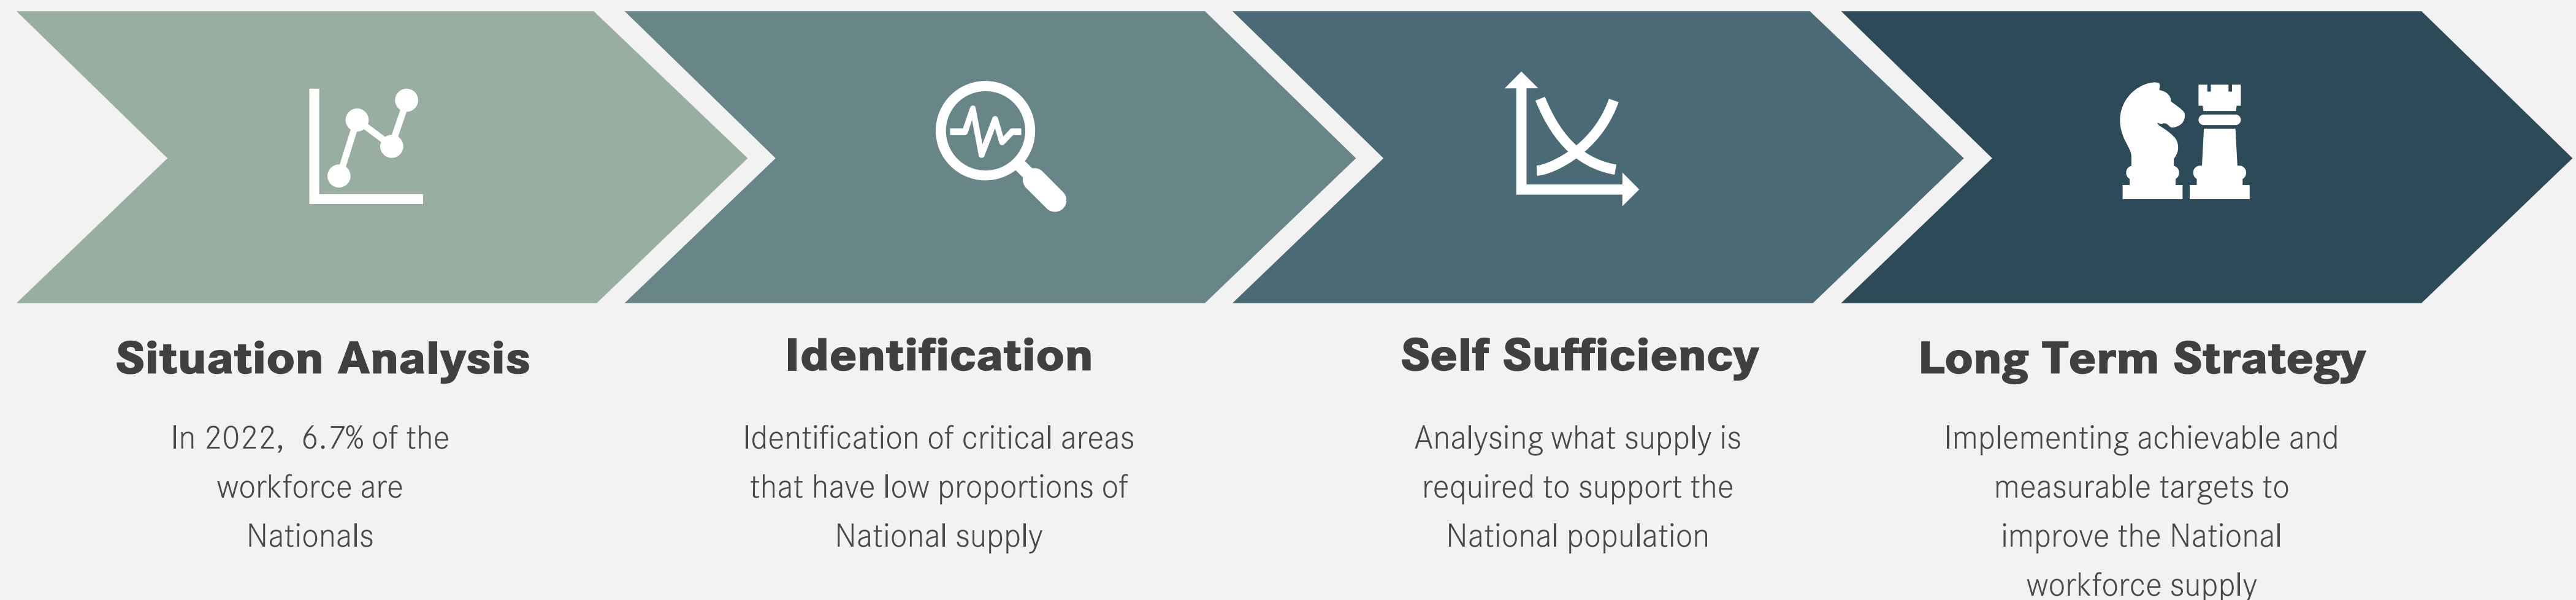 Situation Analysis
In 2022,  6.7% of the
workforce are
Nationals
Identification
Identification of critical areas
that have low proportions of
National supply
Self Sufficiency
Analysing what supply is
required to support the
National population
Long Term Strategy
Implementing achievable and
measurable targets to
improve the National
workforce supply